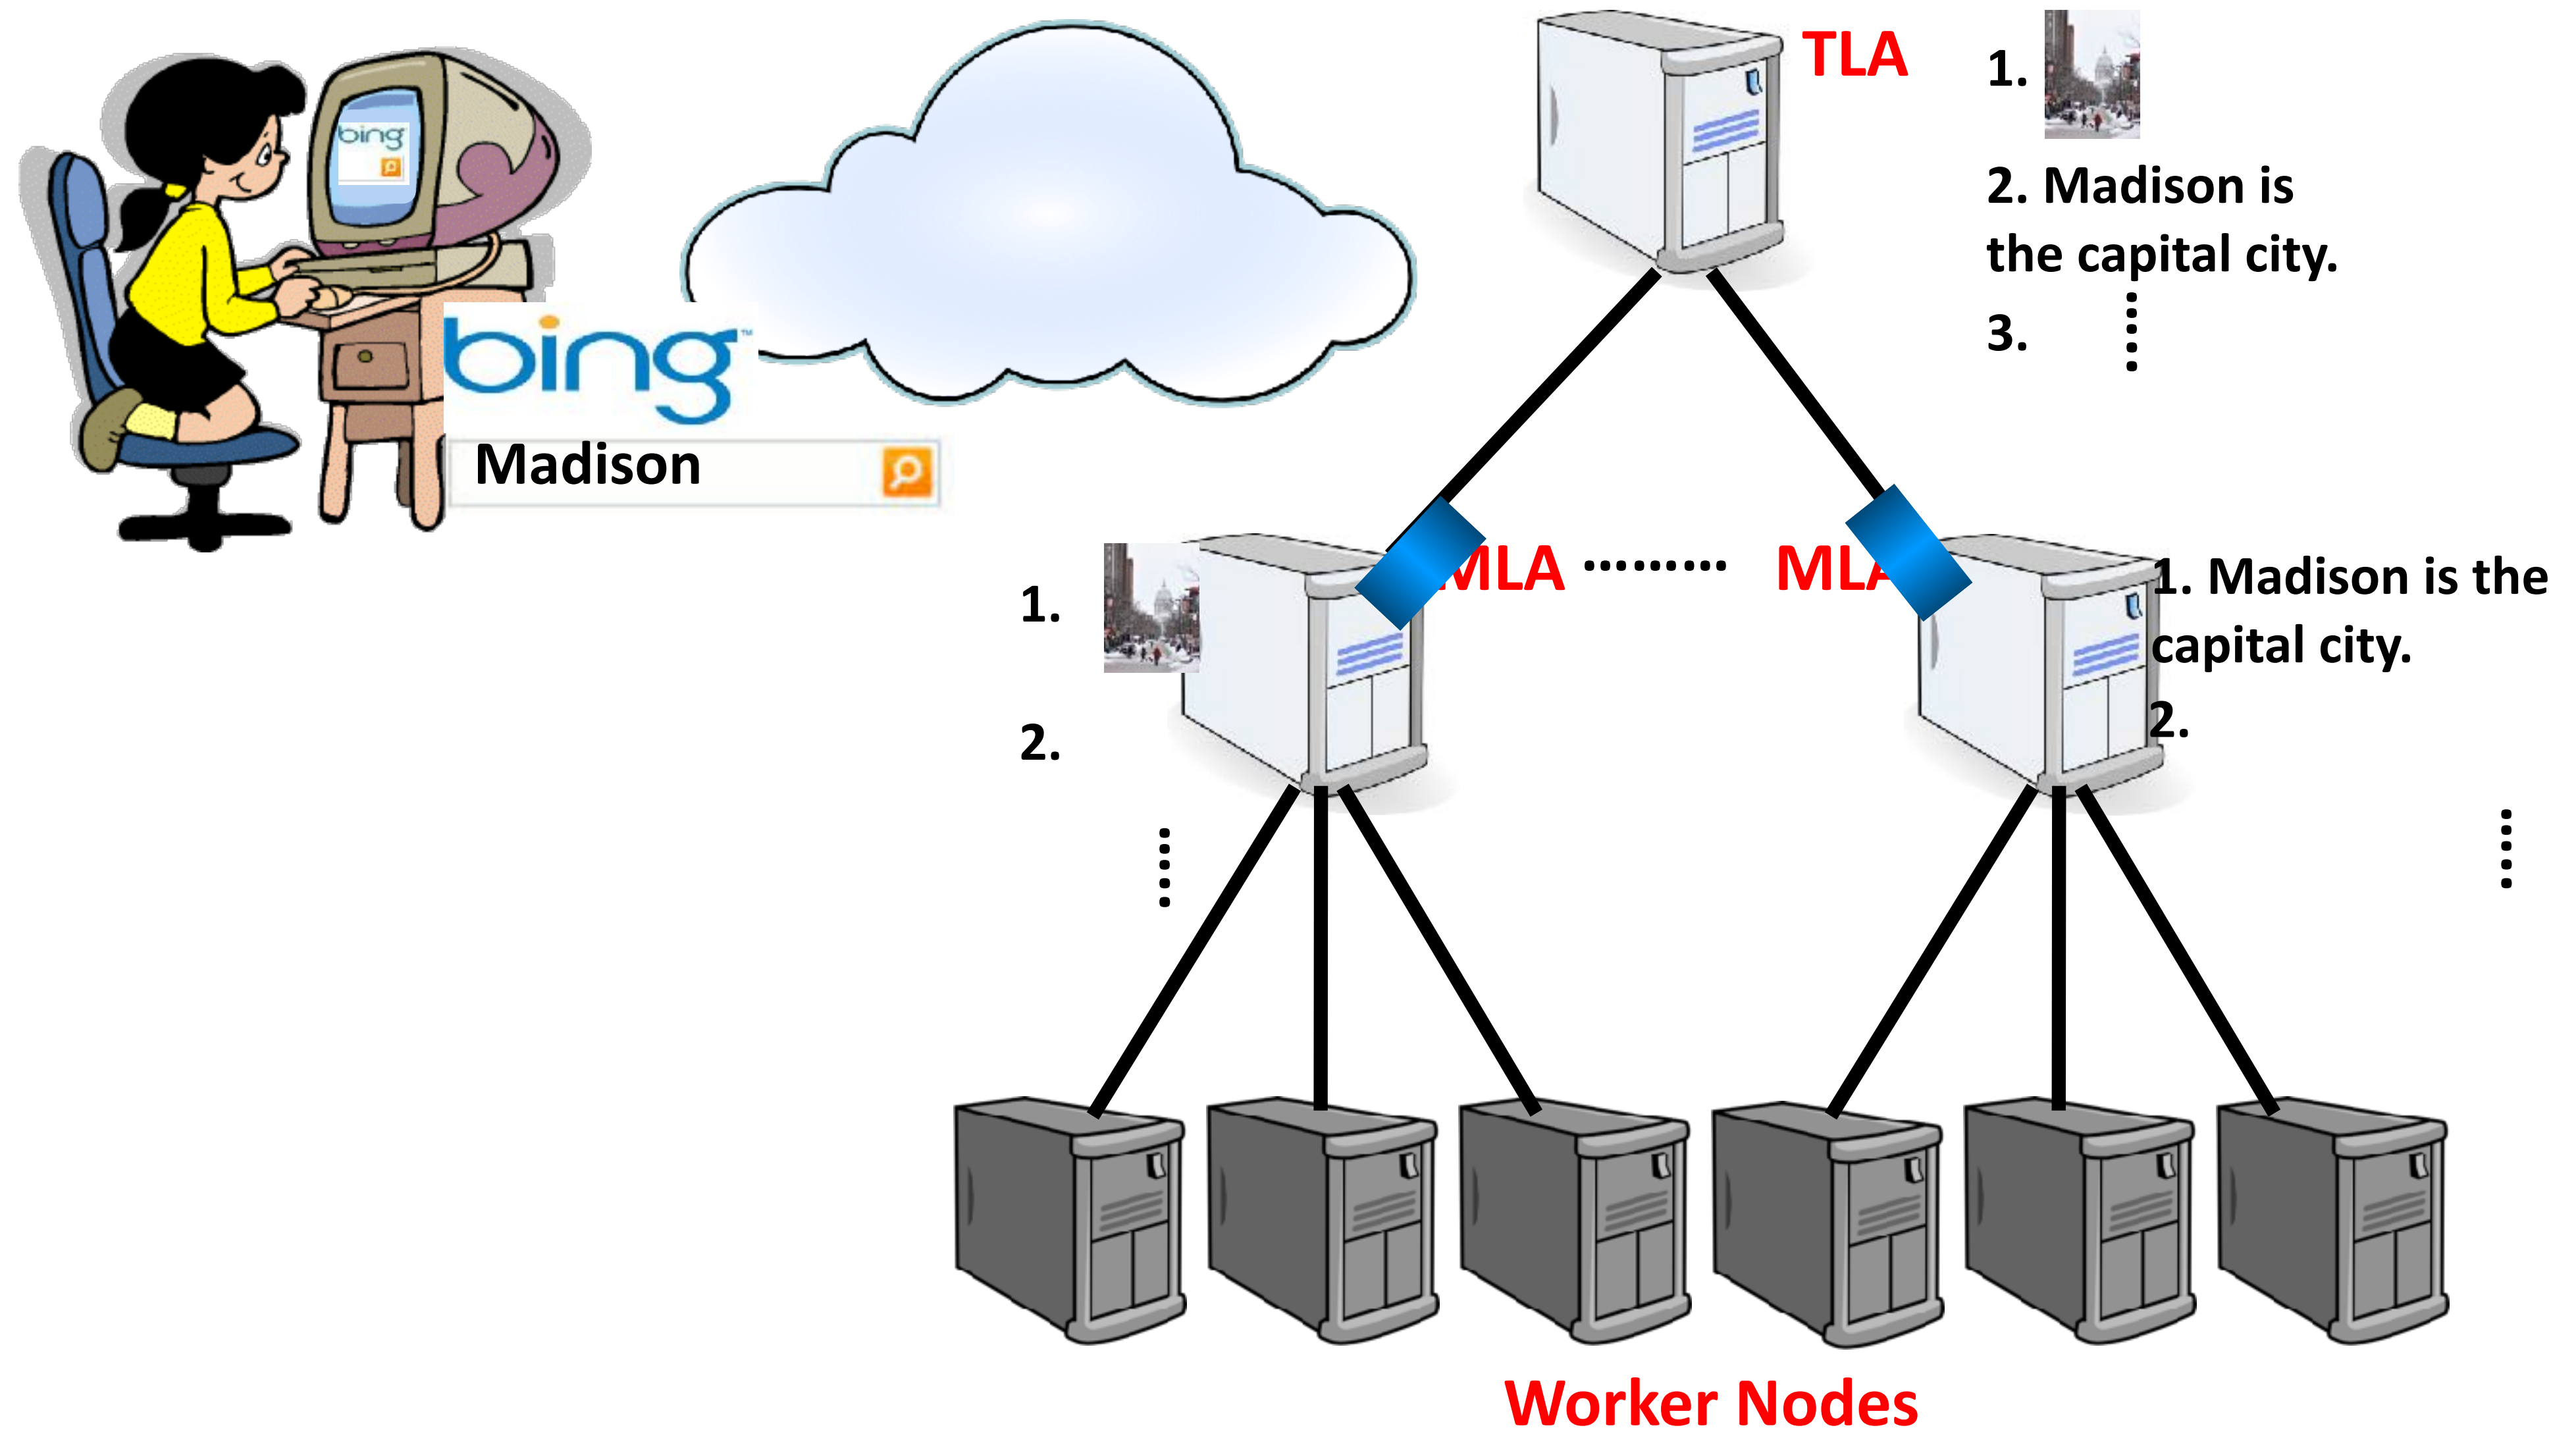 bing
bing™
Madison
TLA
1.
2. Madison is
the capital city.
3.
MLA ......... MLA
1.
2.
1. Madison is the
capital city.
2.
Worker Nodes